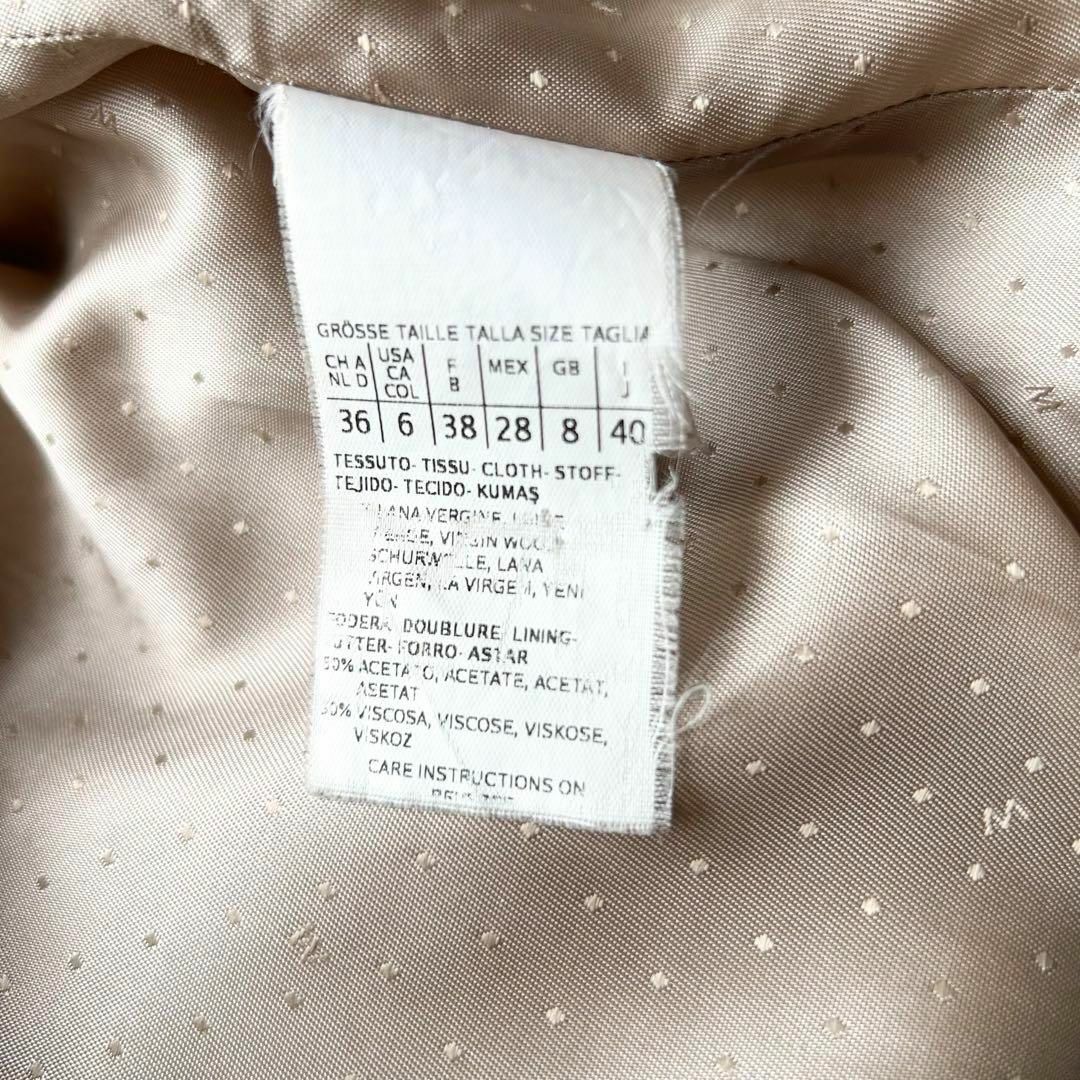 GRÖSSE TAILLE TALLA SIZE TAGLIA
CH A NL D USA CA COL F B MEX GB I J
36 6 38 28 8 40
TESSUTO- TISSU- CLOTH- STOFF-
TEJIDO- TECIDO- KUMAŞ
LANA VERGINE,
VIRGIN WOOL
LANA
VIRGEM, YENI
YÜN
FODERA DOUBLURE LINING-
FUTTER- FORRO- ASTAR
ACETATO, ACETATE, ACETAT,
ASETAT
VISCOSA, VISCOSE, VISKOSE,
VISKOZ
CARE INSTRUCTIONS ON
M
M
M
M